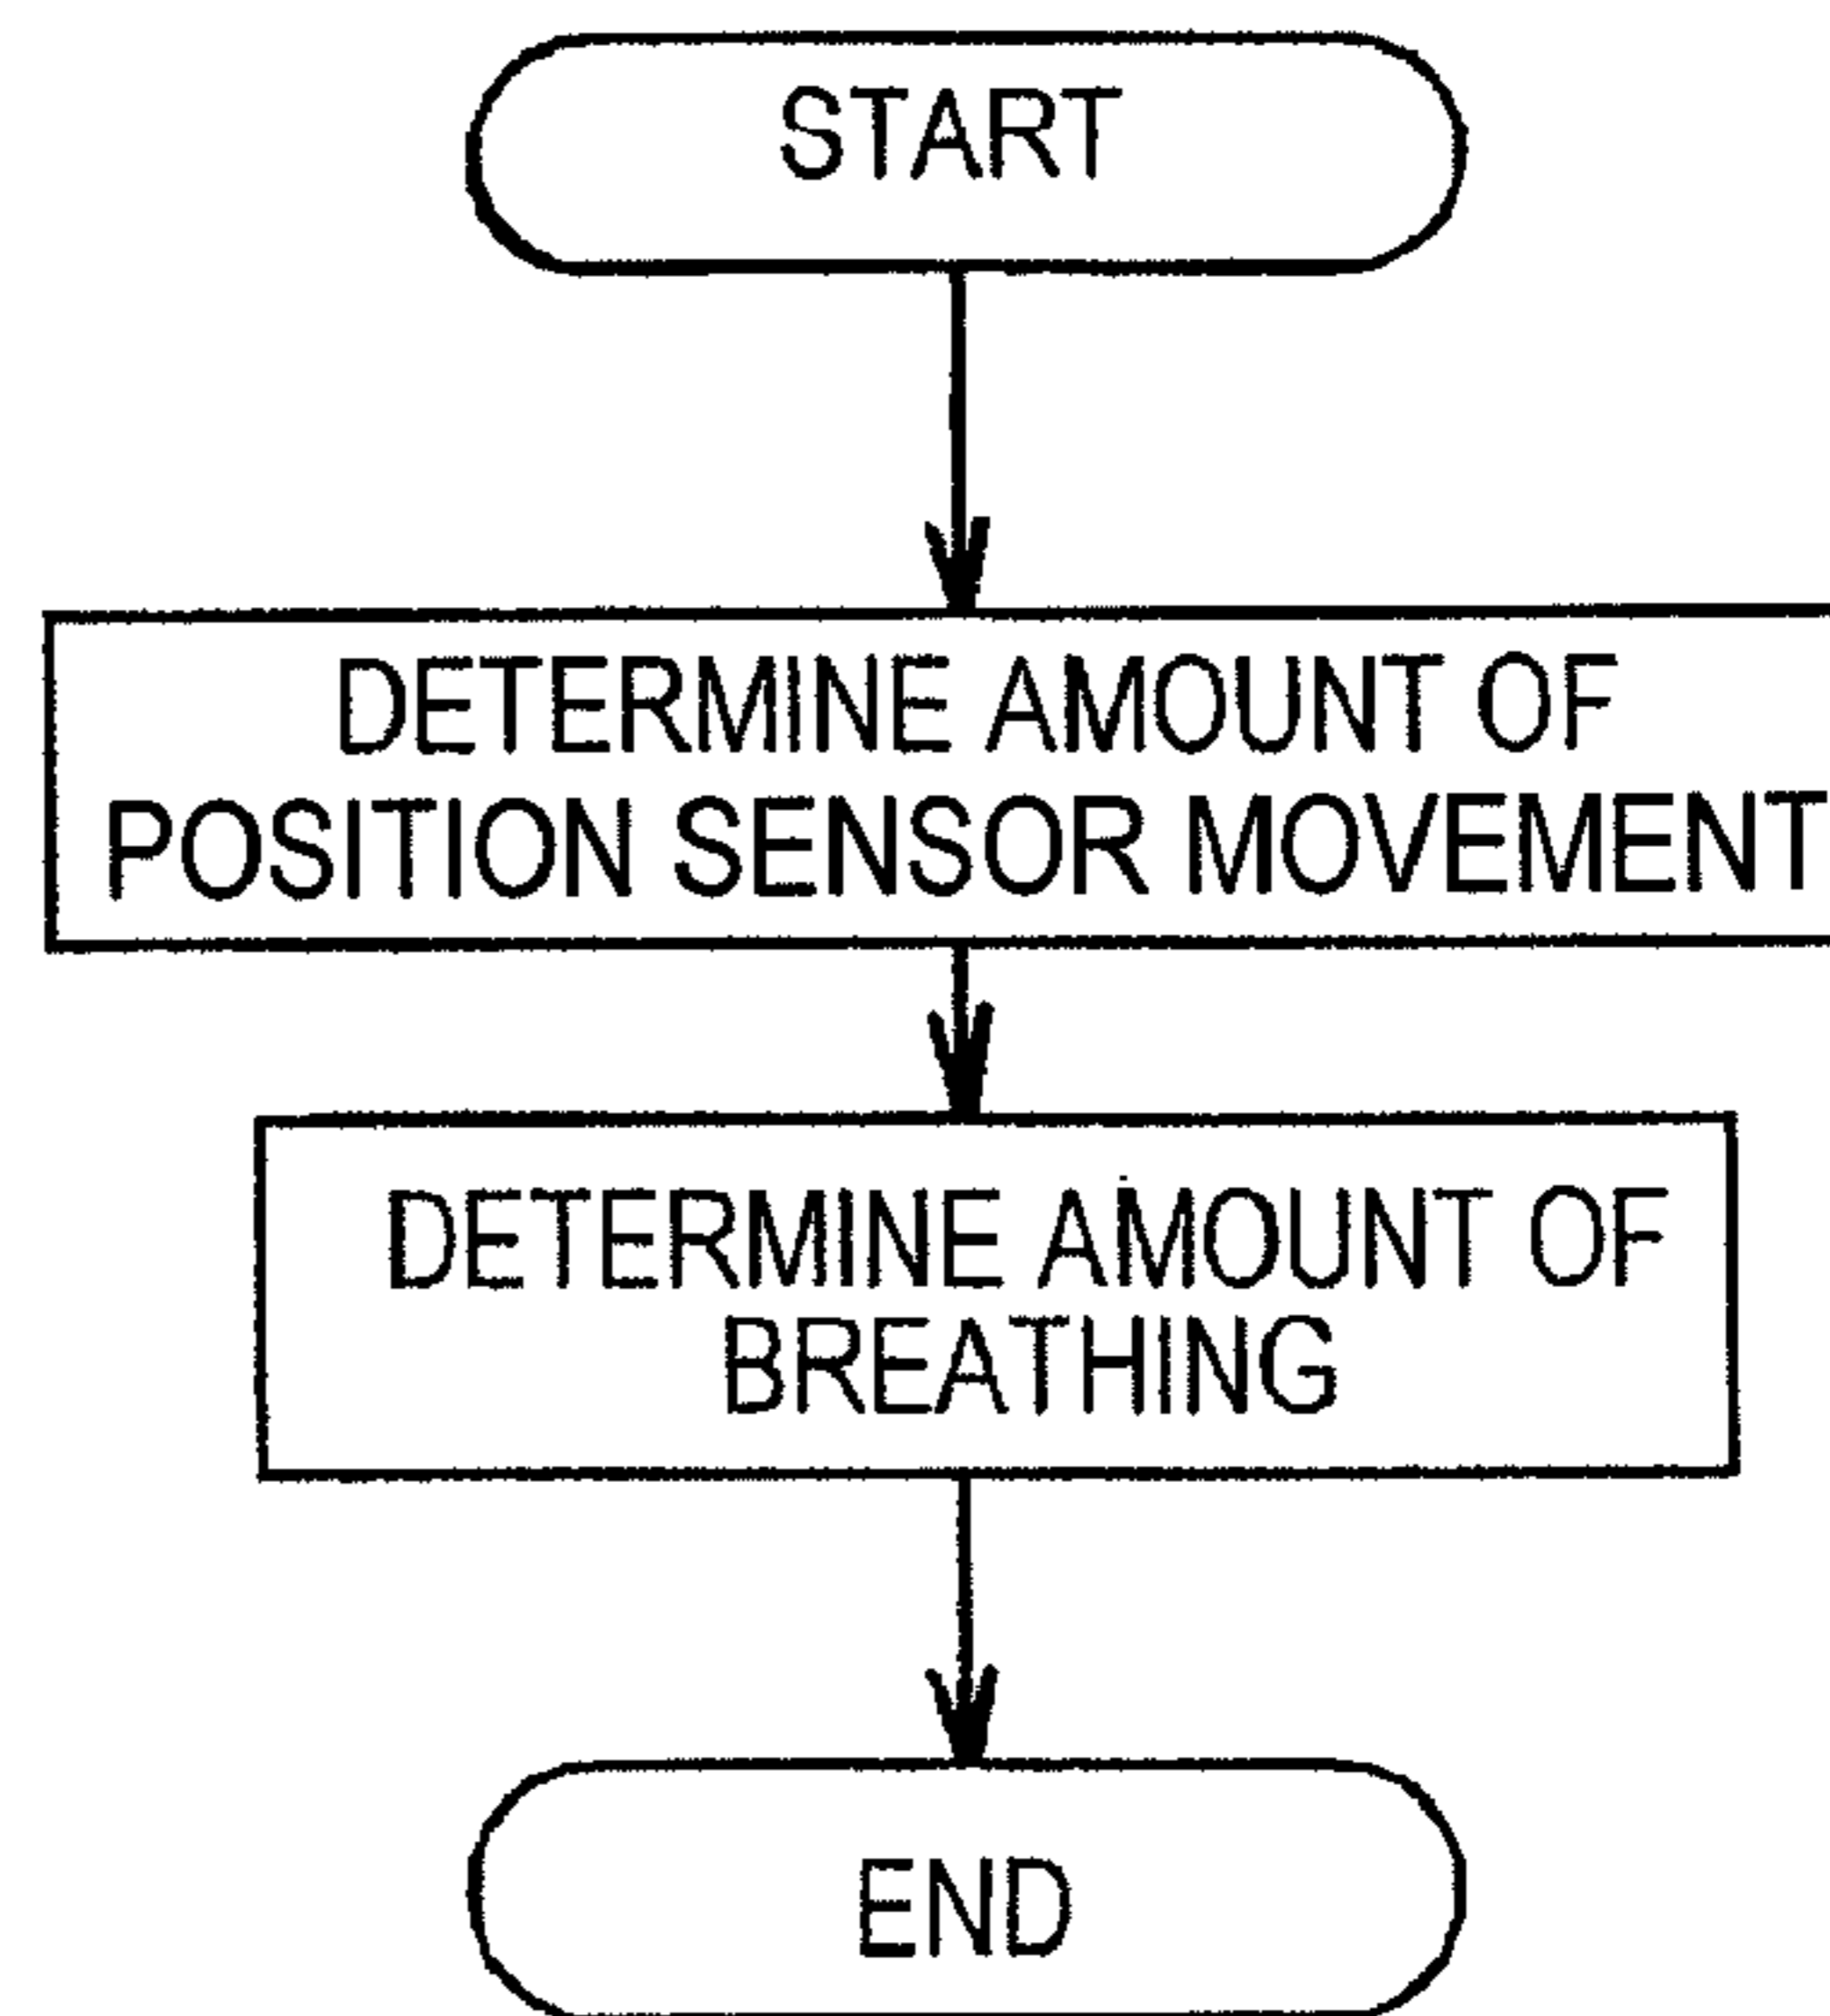 START
DETERMINE AMOUNT OF
POSITION SENSOR MOVEMENT
DETERMINE AMOUNT OF
BREATHING
END